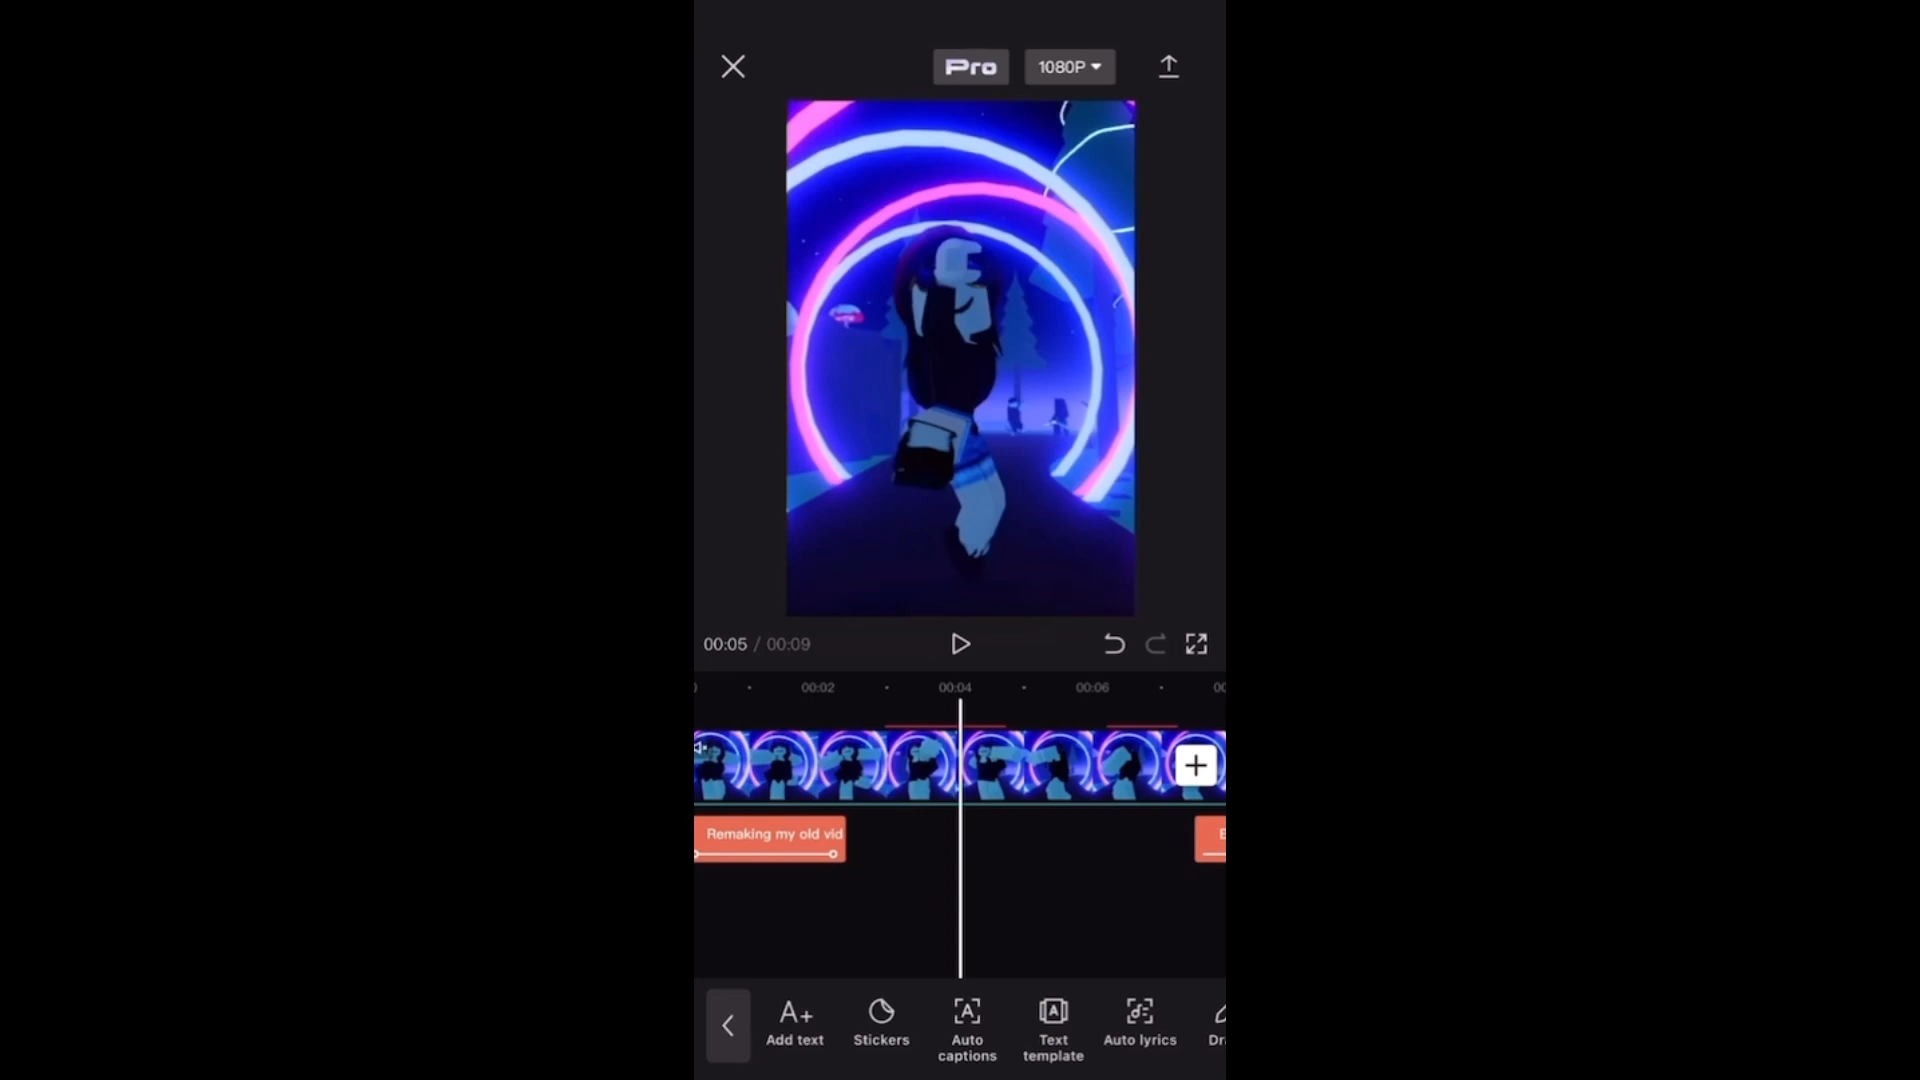 Pro
1080P
00:05 / 00:09
00:02
00:04
00:06
Remaking my old vid
Add text
Stickers
Auto captions
Text template
Auto lyrics